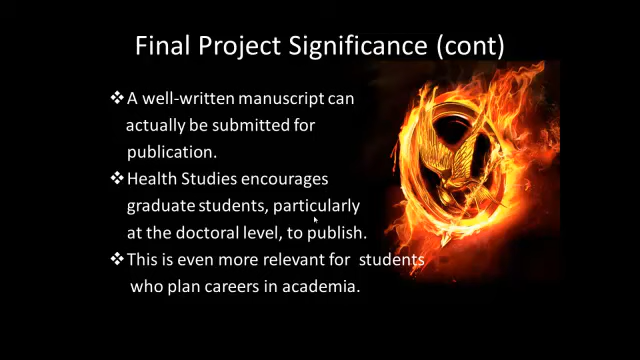 Final Project Significance (cont)
❖A well-written manuscript can
actually be submitted for
publication.
❖Health Studies encourages
graduate students, particularly
at the doctoral level, to publish.
❖This is even more relevant for  students
who plan careers in academia.